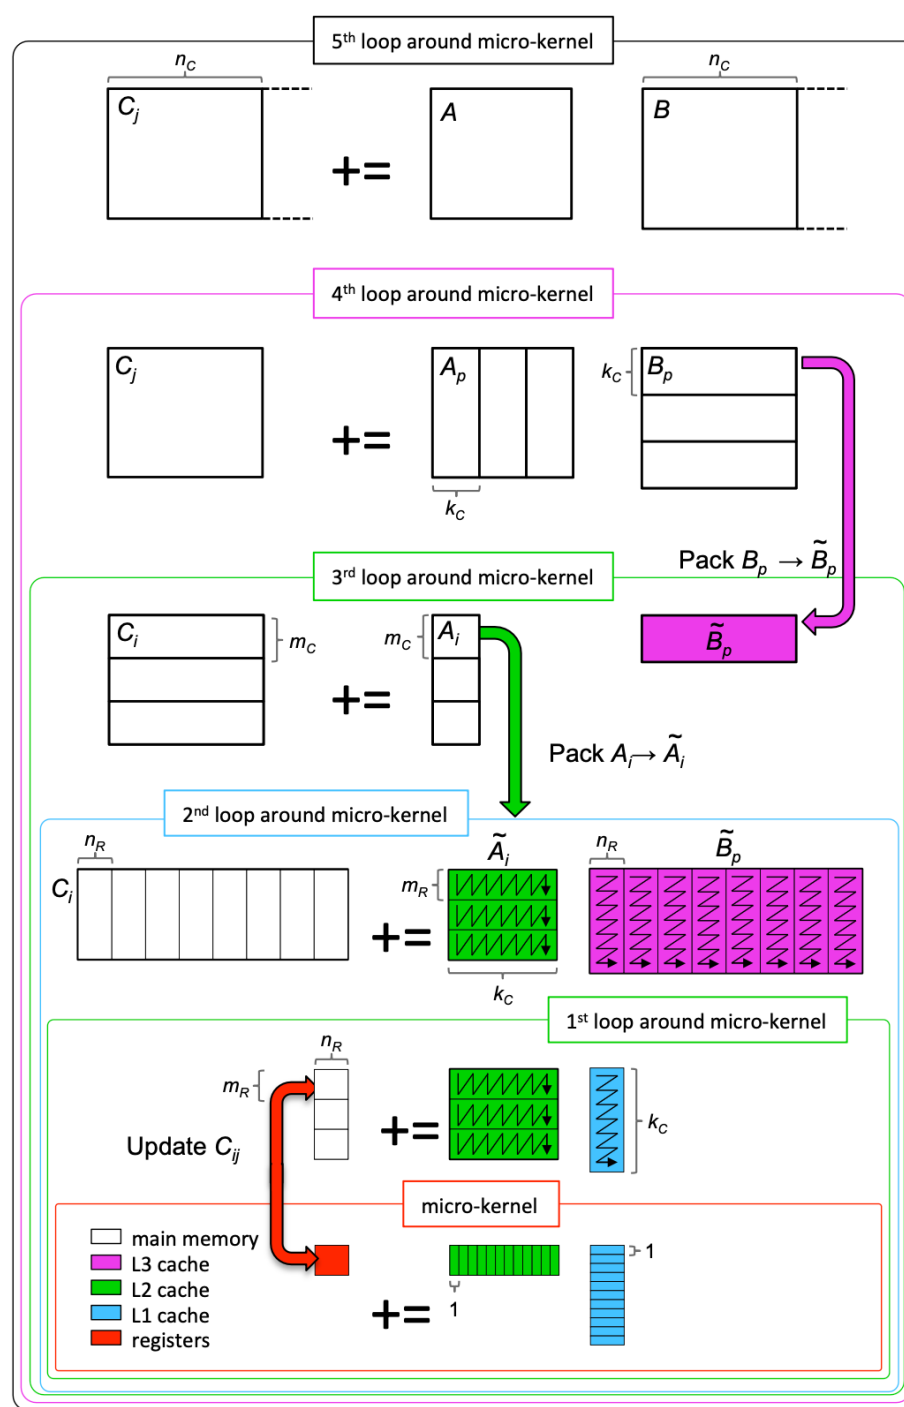 5th loop around micro-kernel
nC nC
Cj += A B
4th loop around micro-kernel
Cj += Ap kC Bp
kC
Pack Bp → B̃p
3rd loop around micro-kernel
Ci mC += mC Ai B̃p
Pack Ai → Ãi
2nd loop around micro-kernel
nR Ãi nR B̃p
Ci += mR
kC
1st loop around micro-kernel
nR
mR += kC
Update Cij
micro-kernel
main memory
L3 cache
L2 cache
L1 cache
registers
1 += 1